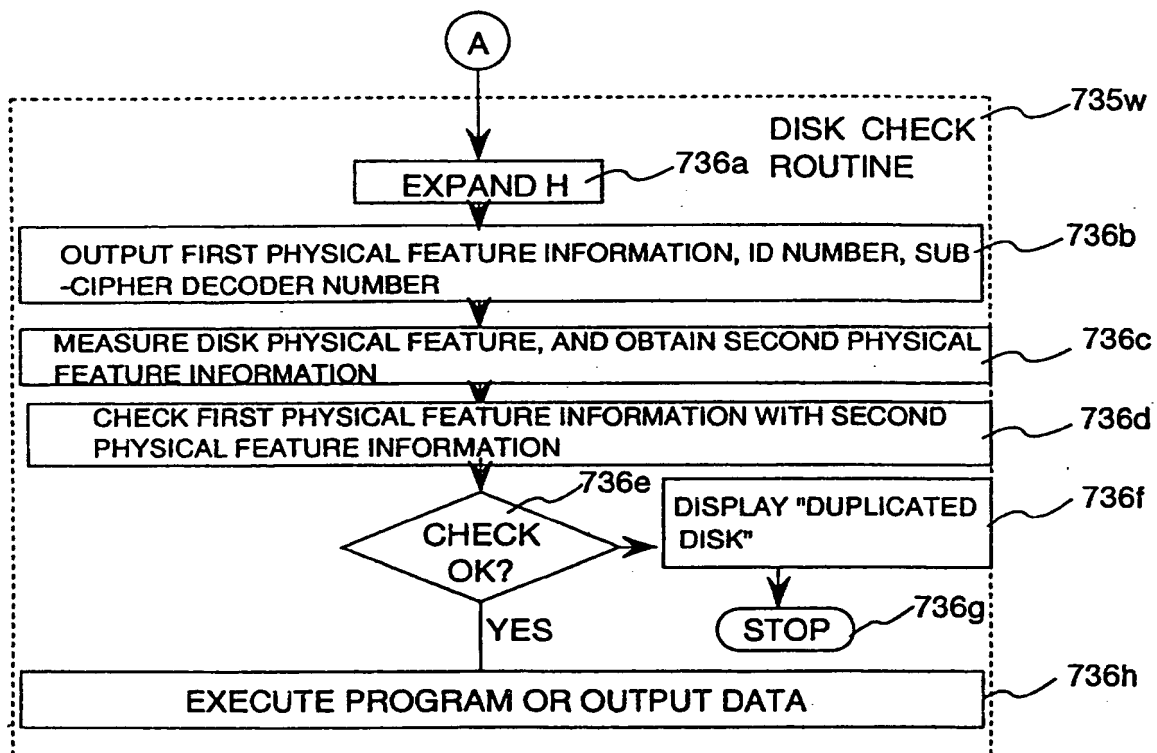 A
735w
DISK CHECK
ROUTINE
736a
EXPAND H
736b
OUTPUT FIRST PHYSICAL FEATURE INFORMATION, ID NUMBER, SUB
-CIPHER DECODER NUMBER
736c
MEASURE DISK PHYSICAL FEATURE, AND OBTAIN SECOND PHYSICAL
FEATURE INFORMATION
736d
CHECK FIRST PHYSICAL FEATURE INFORMATION WITH SECOND
PHYSICAL FEATURE INFORMATION
736e
CHECK
OK?
736f
DISPLAY "DUPLICATED
DISK"
736g
STOP
YES
736h
EXECUTE PROGRAM OR OUTPUT DATA